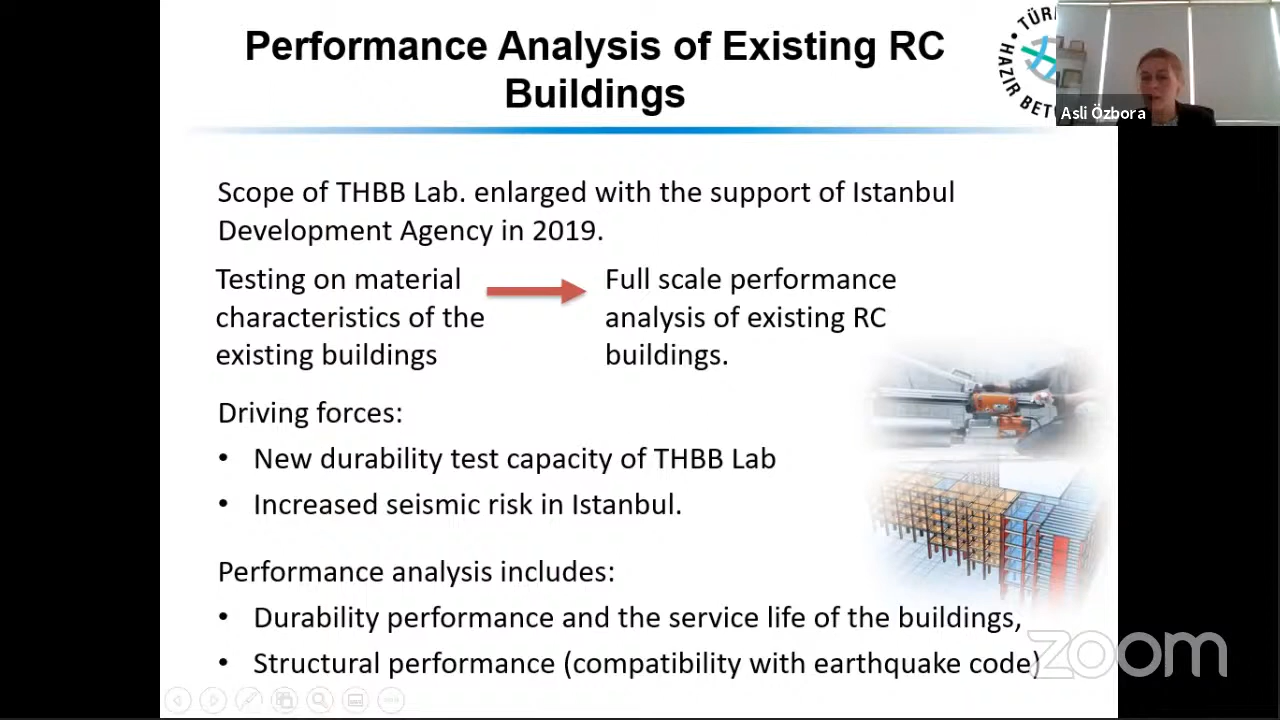 Performance Analysis of Existing RC
Buildings
TÜR
HAZIR BET
Asli Özbora
Scope of THBB Lab. enlarged with the support of Istanbul
Development Agency in 2019.
Testing on material
characteristics of the
existing buildings
Full scale performance
analysis of existing RC
buildings.
Driving forces:
• New durability test capacity of THBB Lab
• Increased seismic risk in Istanbul.
Performance analysis includes:
• Durability performance and the service life of the buildings,
• Structural performance (compatibility with earthquake code)
zoom